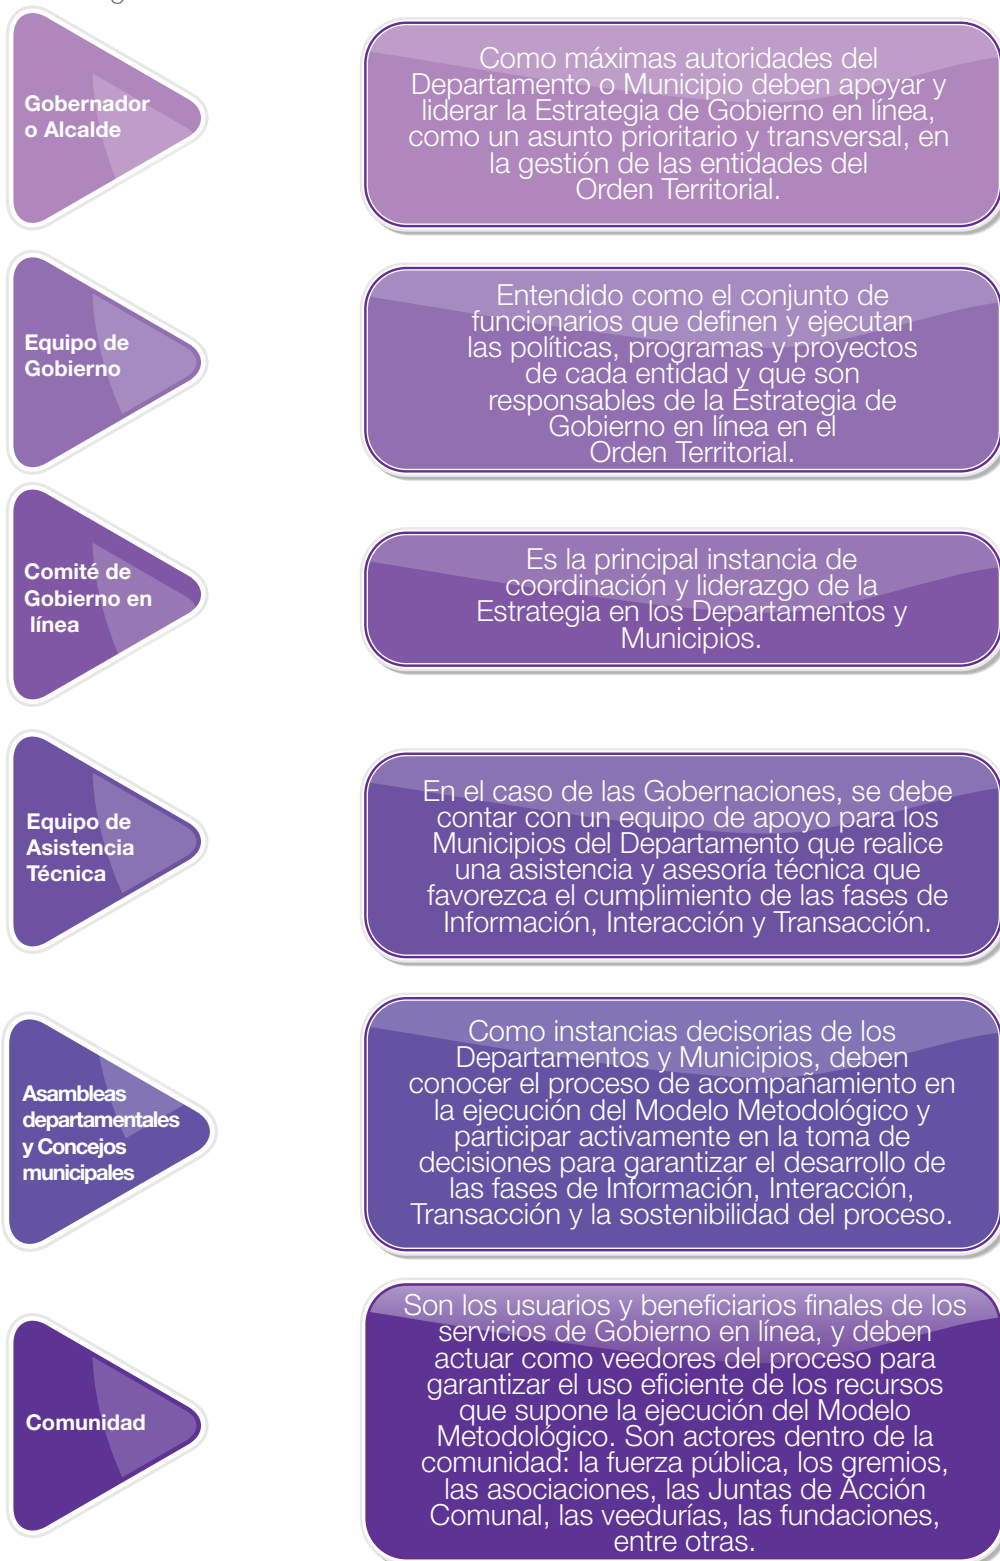 Gobernador
o Alcalde
Como máximas autoridades del
Departamento o Municipio deben apoyar y
liderar la Estrategia de Gobierno en línea,
como un asunto prioritario y transversal, en
la gestión de las entidades del
Orden Territorial.
Equipo de
Gobierno
Entendido como el conjunto de
funcionarios que definen y ejecutan
las políticas, programas y proyectos
de cada entidad y que son
responsables de la Estrategia de
Gobierno en línea en el
Orden Territorial.
Comité de
Gobierno en
línea
Es la principal instancia de
coordinación y liderazgo de la
Estrategia en los Departamentos y
Municipios.
Equipo de
Asistencia
Técnica
En el caso de las Gobernaciones, se debe
contar con un equipo de apoyo para los
Municipios del Departamento que realice
una asistencia y asesoría técnica que
favorezca el cumplimiento de las fases de
Información, Interacción y Transacción.
Asambleas
departamentales
y Concejos
municipales
Como instancias decisorias de los
Departamentos y Municipios, deben
conocer el proceso de acompañamiento en
la ejecución del Modelo Metodológico y
participar activamente en la toma de
decisiones para garantizar el desarrollo de
las fases de Información, Interacción,
Transacción y la sostenibilidad del proceso.
Comunidad
Son los usuarios y beneficiarios finales de los
servicios de Gobierno en línea, y deben
actuar como veedores del proceso para
garantizar el uso eficiente de los recursos
que supone la ejecución del Modelo
Metodológico. Son actores dentro de la
comunidad: la fuerza pública, los gremios,
las asociaciones, las Juntas de Acción
Comunal, las veedurías, las fundaciones,
entre otras.